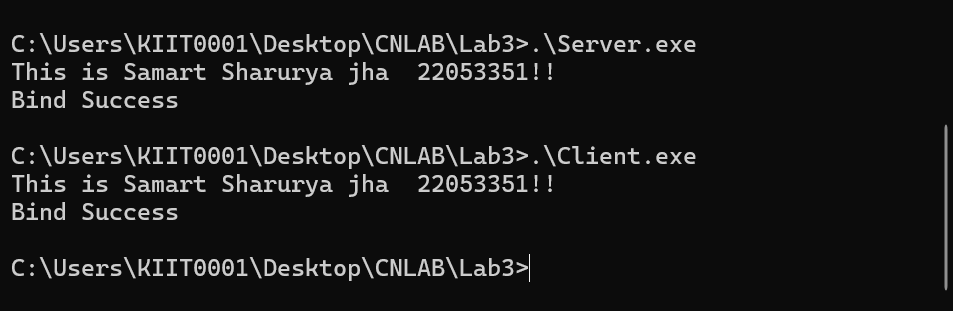 C:\Users\KIIT0001\Desktop\CNLAB\Lab3>.\Server.exe
This is Samart Sharurya jha  22053351!!
Bind Success
C:\Users\KIIT0001\Desktop\CNLAB\Lab3>.\Client.exe
This is Samart Sharurya jha  22053351!!
Bind Success
C:\Users\KIIT0001\Desktop\CNLAB\Lab3>